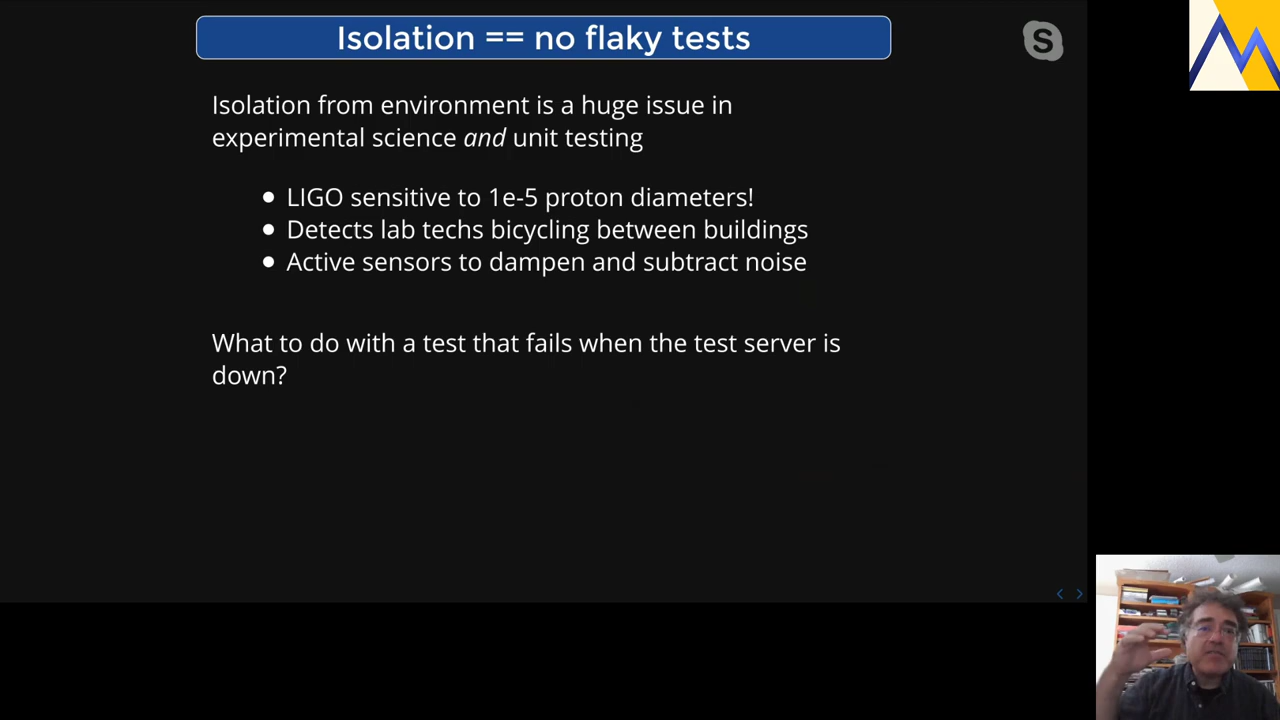 Isolation == no flaky tests
Isolation from environment is a huge issue in
experimental science and unit testing
● LIGO sensitive to 1e-5 proton diameters!
● Detects lab techs bicycling between buildings
● Active sensors to dampen and subtract noise
What to do with a test that fails when the test server is
down?